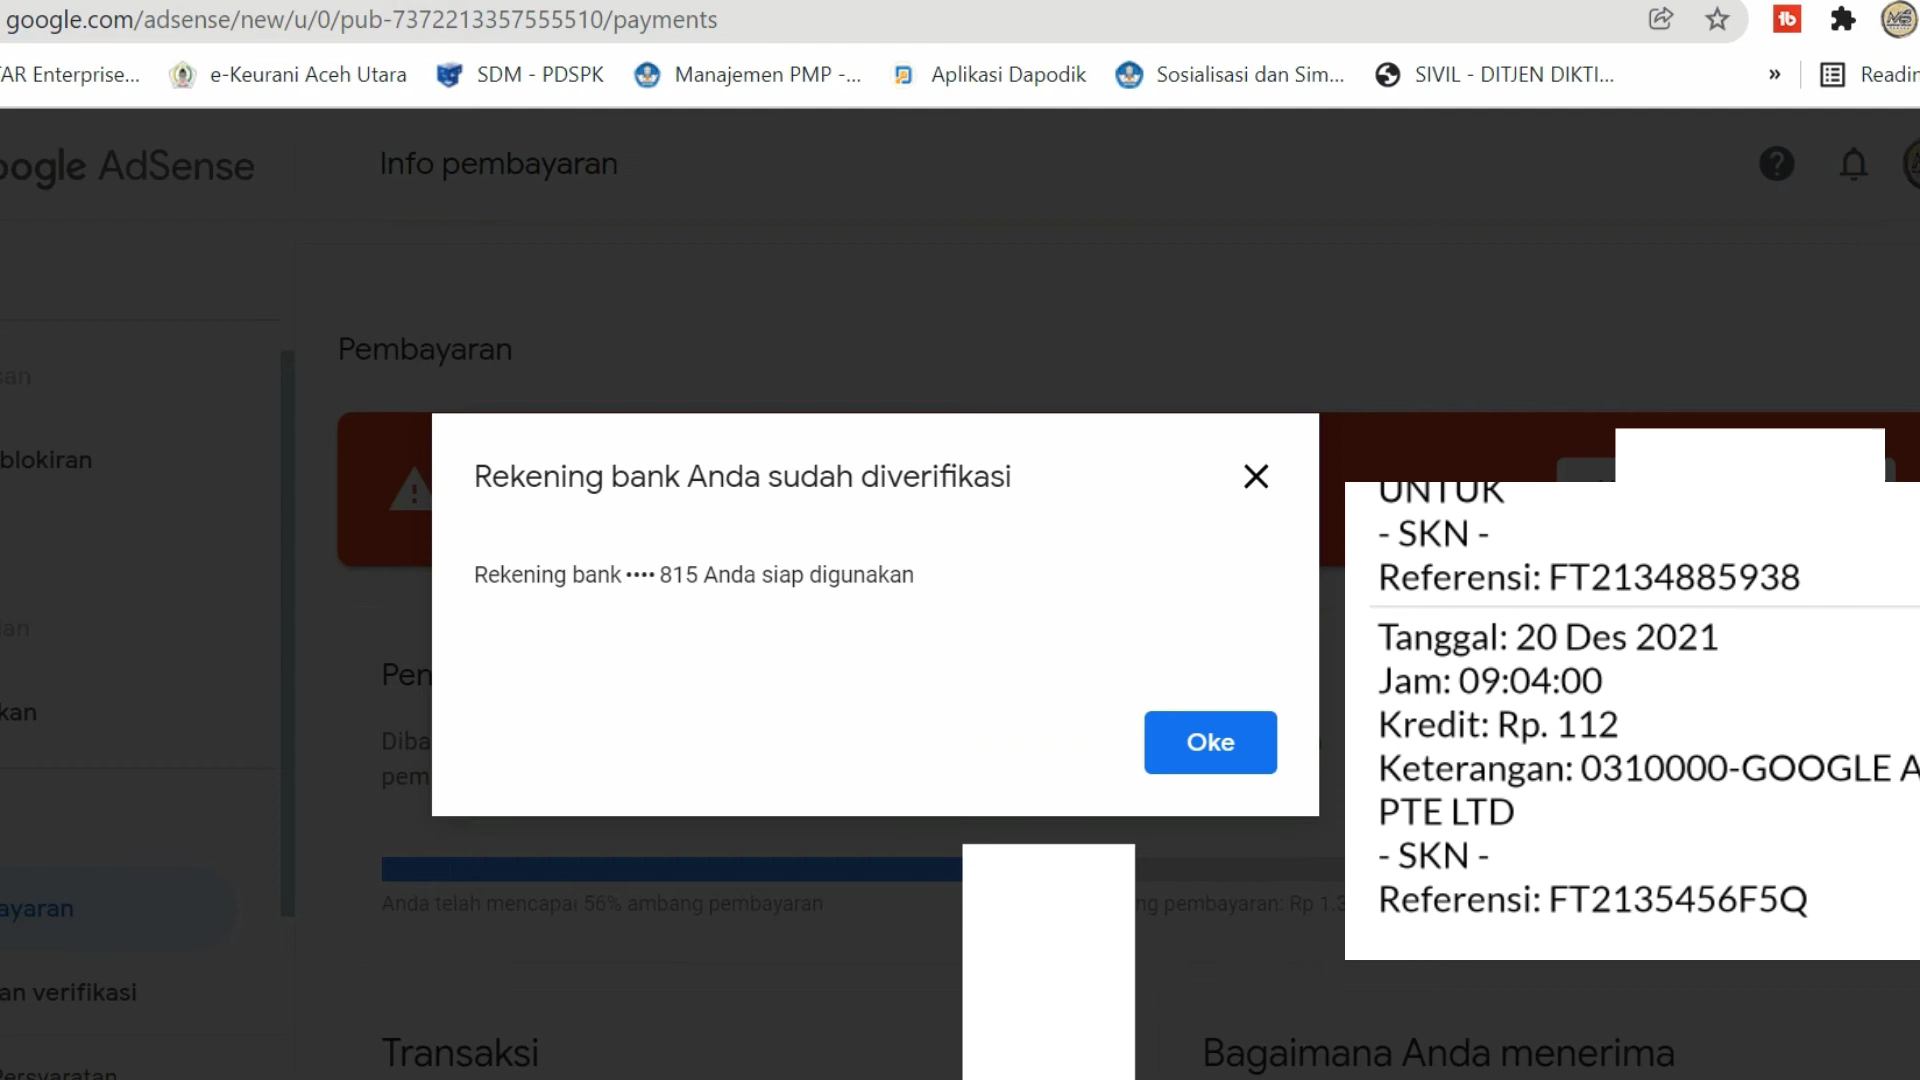 google.com/adsense/new/u/0/pub-7372213357555510/payments
AR Enterprise...
e-Keurani Aceh Utara
SDM - PDSPK
Manajemen PMP -...
Aplikasi Dapodik
Sosialisasi dan Sim...
SIVIL - DITJEN DIKTI...
»
Readin
oogle AdSense
Info pembayaran
Pembayaran
san
blokiran
kan
ayaran
an verifikasi
Persyaratan
Rekening bank Anda sudah diverifikasi
Rekening bank •••• 815 Anda siap digunakan
Oke
Pen
Diba
pem
Anda telah mencapai 56% ambang pembayaran
ng pembayaran: Rp 1.3
Transaksi
Bagaimana Anda menerima
UNTUK
- SKN -
Referensi: FT2134885938
Tanggal: 20 Des 2021
Jam: 09:04:00
Kredit: Rp. 112
Keterangan: 0310000-GOOGLE A
PTE LTD
- SKN -
Referensi: FT2135456F5Q